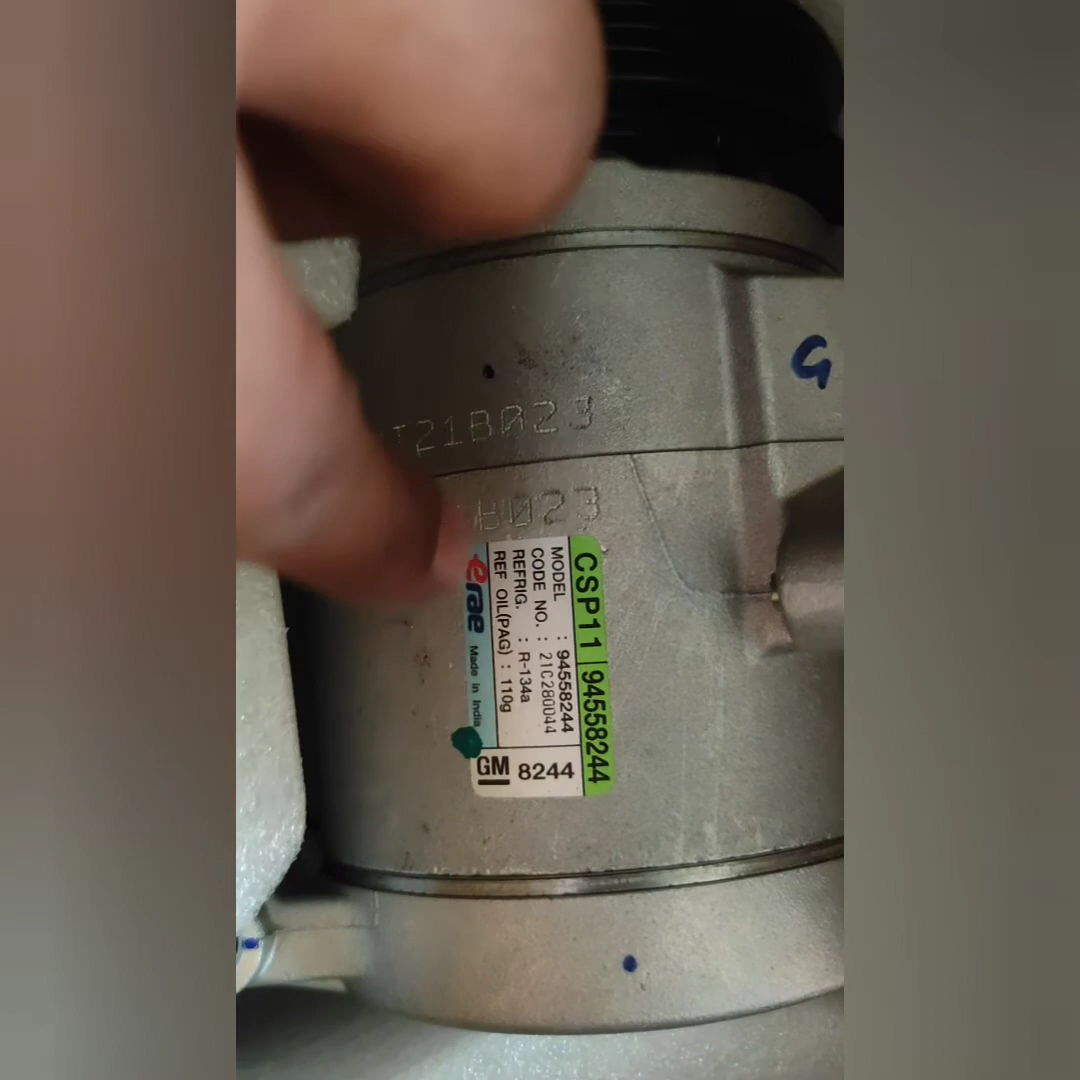 G
T21B023
B023
CSP11 94558244
MODEL : 94558244
CODE NO. : 21C280044
REFRIG. : R-134a
REF OIL(PAG) : 110g
erae Made in India
GM 8244